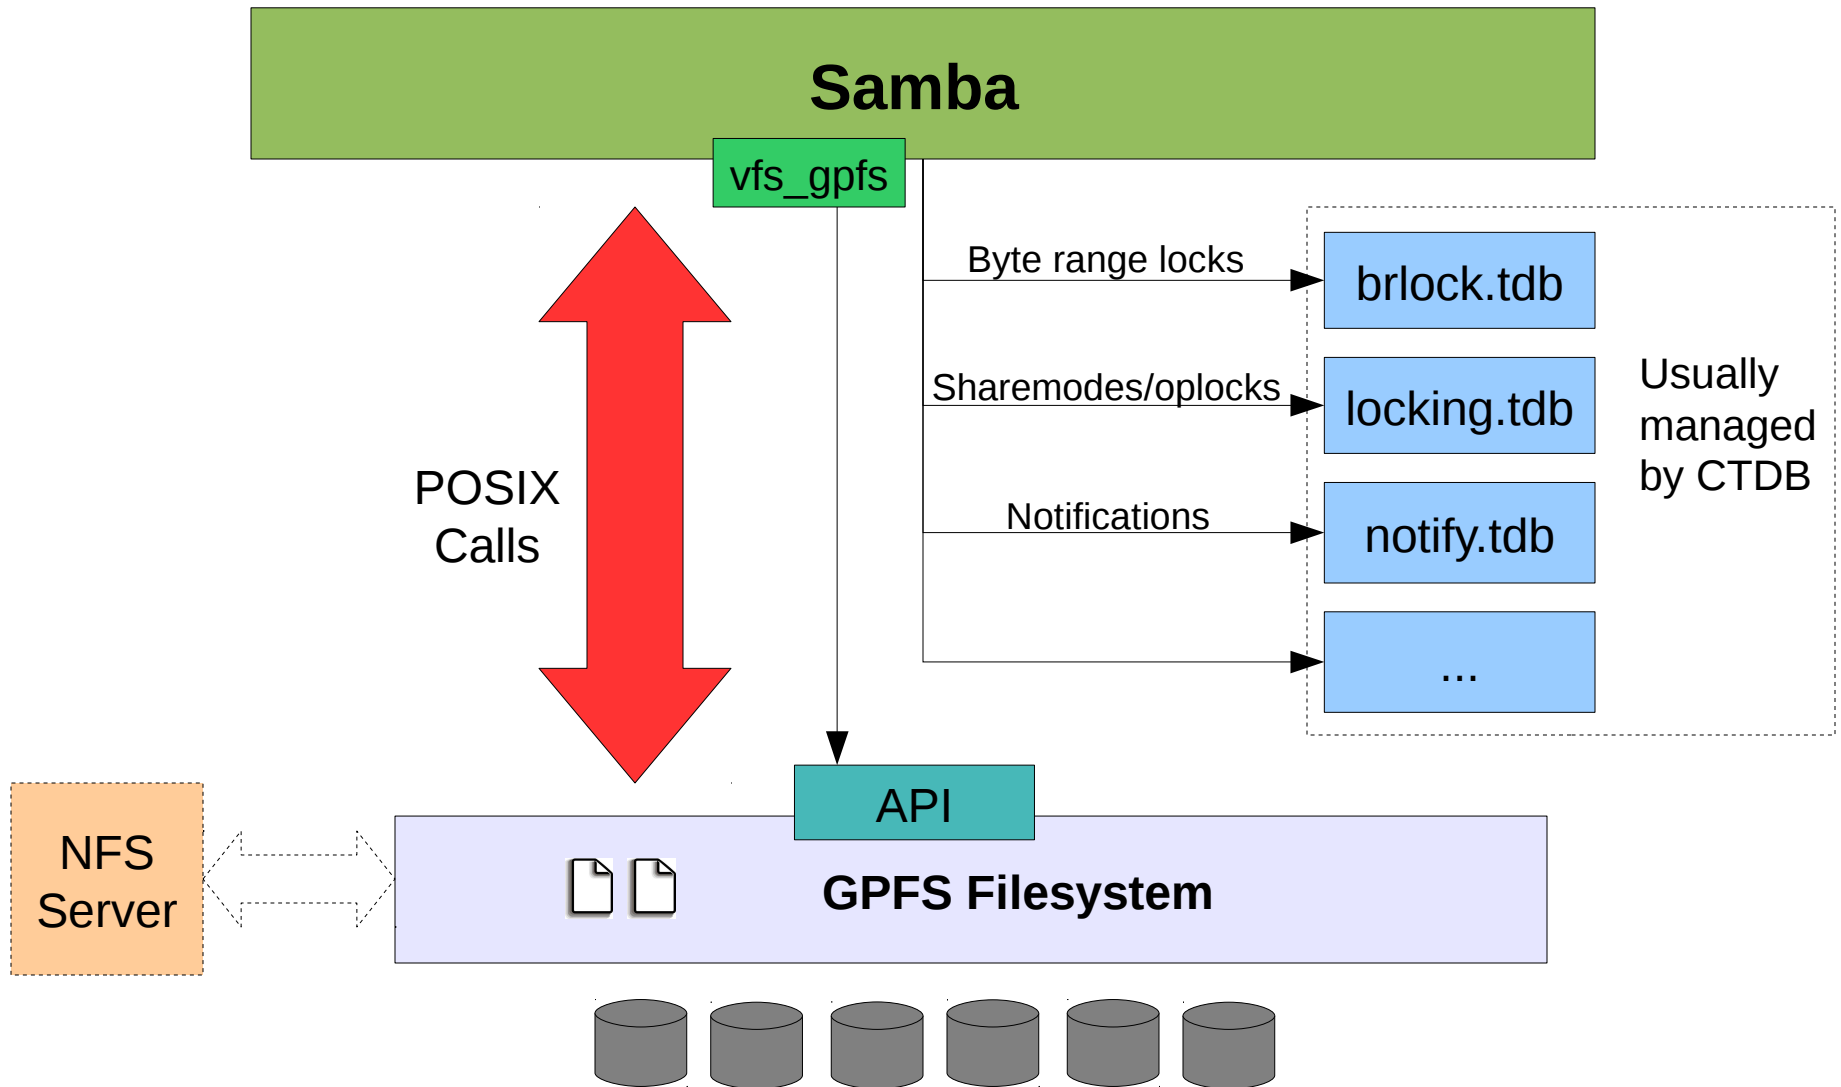 Samba
vfs_gpfs
Byte range locks
brlock.tdb
Sharemodes/oplocks
locking.tdb
Usually
managed
by CTDB
POSIX
Calls
Notifications
notify.tdb
...
API
NFS
Server
GPFS Filesystem